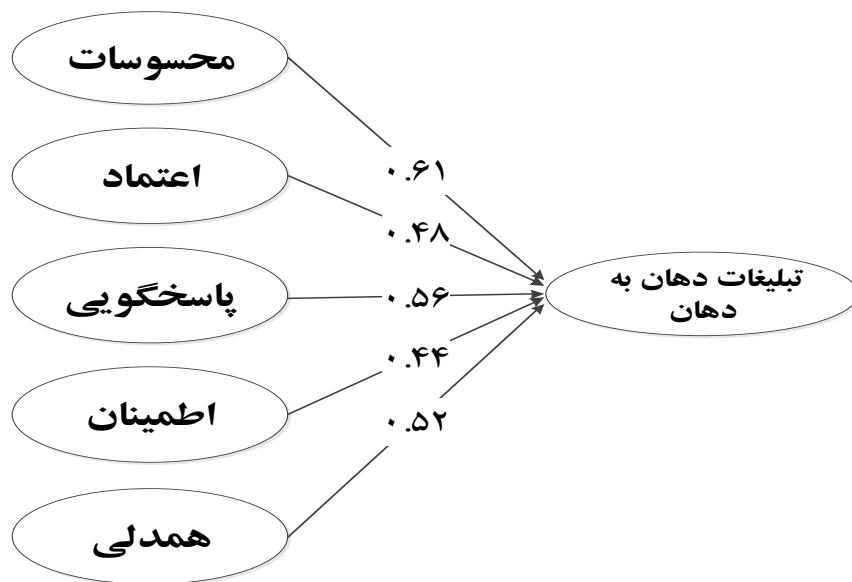 محسوسات
۰.۶۱
اعتماد
۰.۴۸
پاسخگویی
۰.۵۶
تبلیغات دهان به
دهان
۰.۴۴
اطمینان
۰.۵۲
همدلی